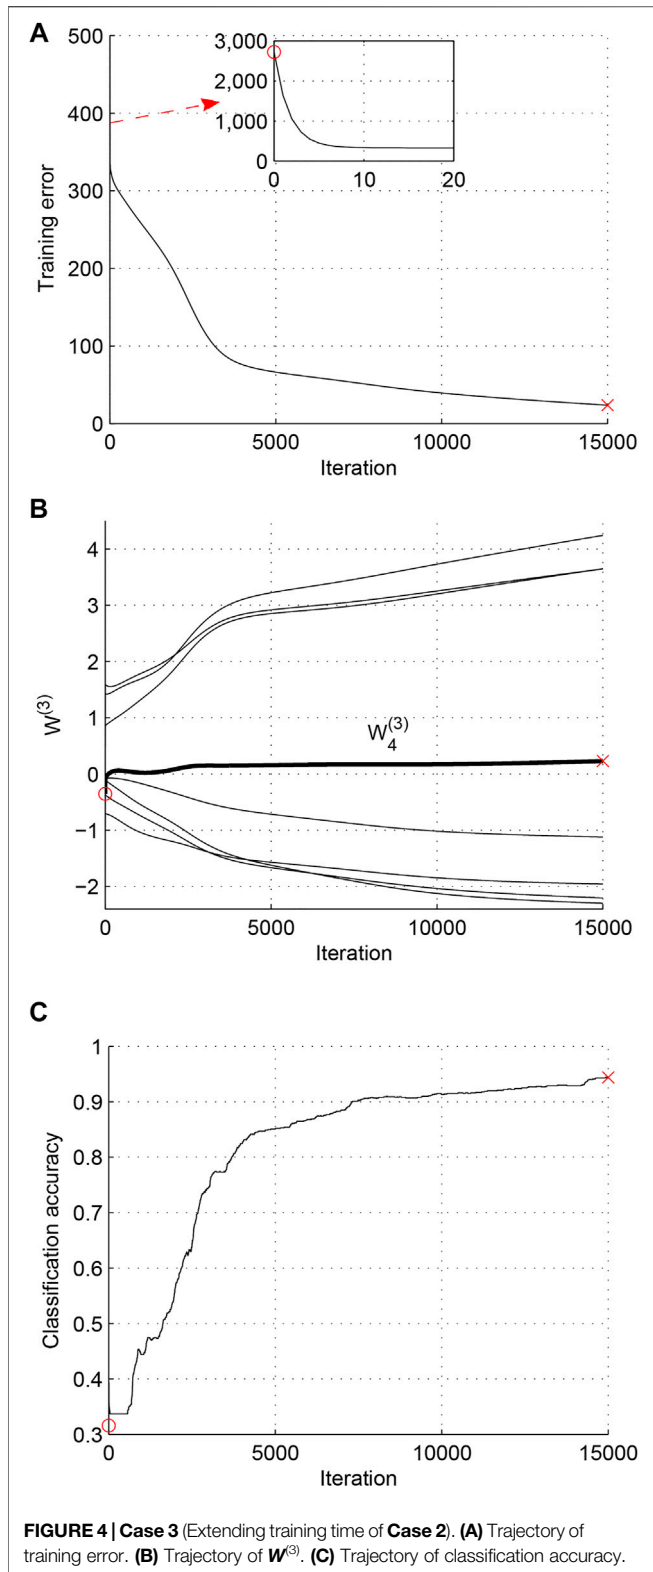 A
500
400
300
200
100
0
Training error
0 5000 10000 15000
Iteration
3,000
2,000
1,000
0
0 10 20
B
4
3
2
1
0
−1
−2
W(3)
W4(3)
0 5000 10000 15000
Iteration
C
1
0.9
0.8
0.7
0.6
0.5
0.4
0.3
Classification accuracy
0 5000 10000 15000
Iteration
FIGURE 4 | Case 3 (Extending training time of Case 2). (A) Trajectory of
training error. (B) Trajectory of W(3). (C) Trajectory of classification accuracy.